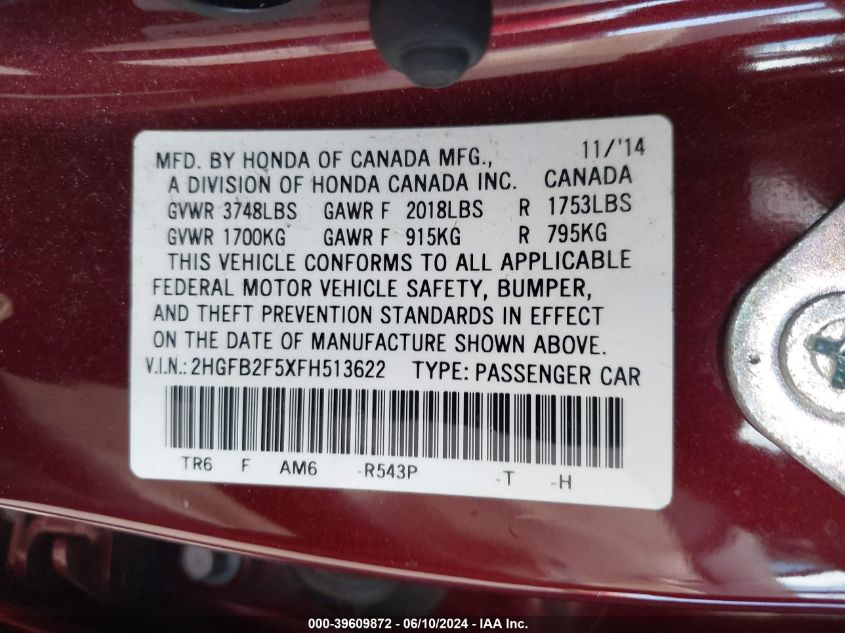 MFD. BY HONDA OF CANADA MFG., 11/'14
A DIVISION OF HONDA CANADA INC. CANADA
GVWR 3748LBS GAWR F 2018LBS R 1753LBS
GVWR 1700KG GAWR F 915KG R 795KG
THIS VEHICLE CONFORMS TO ALL APPLICABLE
FEDERAL MOTOR VEHICLE SAFETY, BUMPER,
AND THEFT PREVENTION STANDARDS IN EFFECT
ON THE DATE OF MANUFACTURE SHOWN ABOVE.
V.I.N.: 2HGFB2F5XFH513622 TYPE: PASSENGER CAR
TR6 F AM6 -R543P -T -H
000-39609872 - 06/10/2024 - IAA Inc.